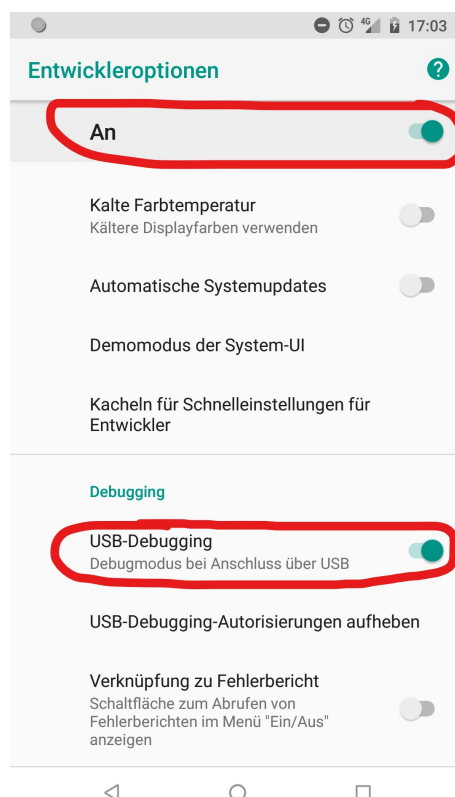 4G 17:03
Entwickleroptionen ?
An
Kalte Farbtemperatur
Kältere Displayfarben verwenden
Automatische Systemupdates
Demomodus der System-UI
Kacheln für Schnelleinstellungen für
Entwickler
Debugging
USB-Debugging
Debugmodus bei Anschluss über USB
USB-Debugging-Autorisierungen aufheben
Verknüpfung zu Fehlerbericht
Schaltfläche zum Abrufen von
Fehlerberichten im Menü "Ein/Aus"
anzeigen